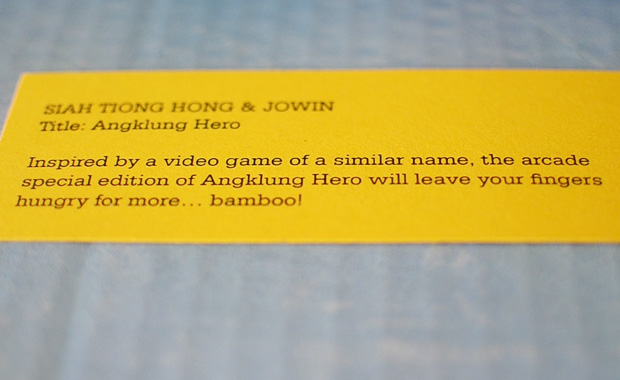 SIAH TIONG HONG & JOWIN
Title: Angklung Hero
Inspired by a video game of a similar name, the arcade
special edition of Angklung Hero will leave your fingers
hungry for more... bamboo!